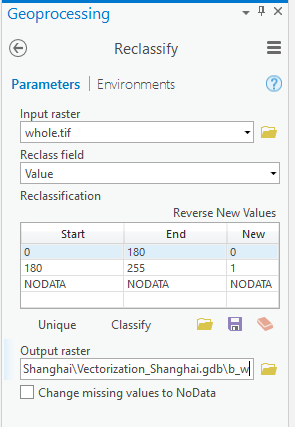 Geoprocessing
Reclassify
Parameters Environments
Input raster
whole.tif
Reclass field
Value
Reclassification
Reverse New Values
Start End New
0 180 0
180 255 1
NODATA NODATA NODATA
Unique Classify
Output raster
Shanghai\Vectorization_Shanghai.gdb\b_w
Change missing values to NoData